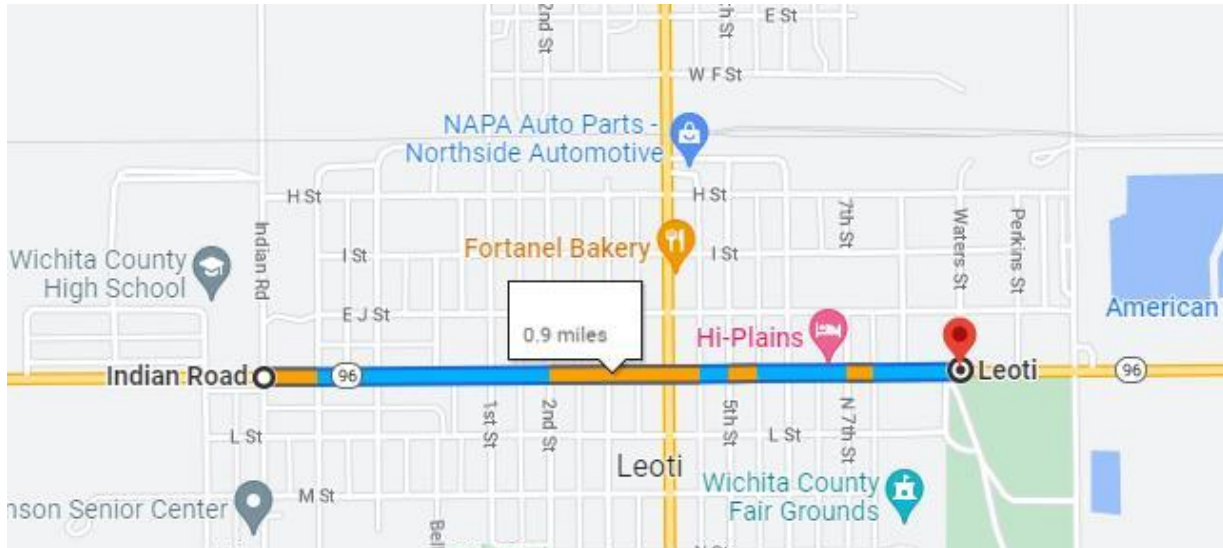 2nd St
E St
W F St
NAPA Auto Parts -
Northside Automotive
H St
H St
Indian Rd
7th St
Waters St
Perkins St
Wichita County
High School
I St
Fortanel Bakery
I St
E J St
0.9 miles
Hi-Plains
American
Indian Road
96
Leoti
96
1st St
2nd St
5th St
N 7th St
L St
L St
Leoti
M St
Wichita County
Fair Grounds
nson Senior Center